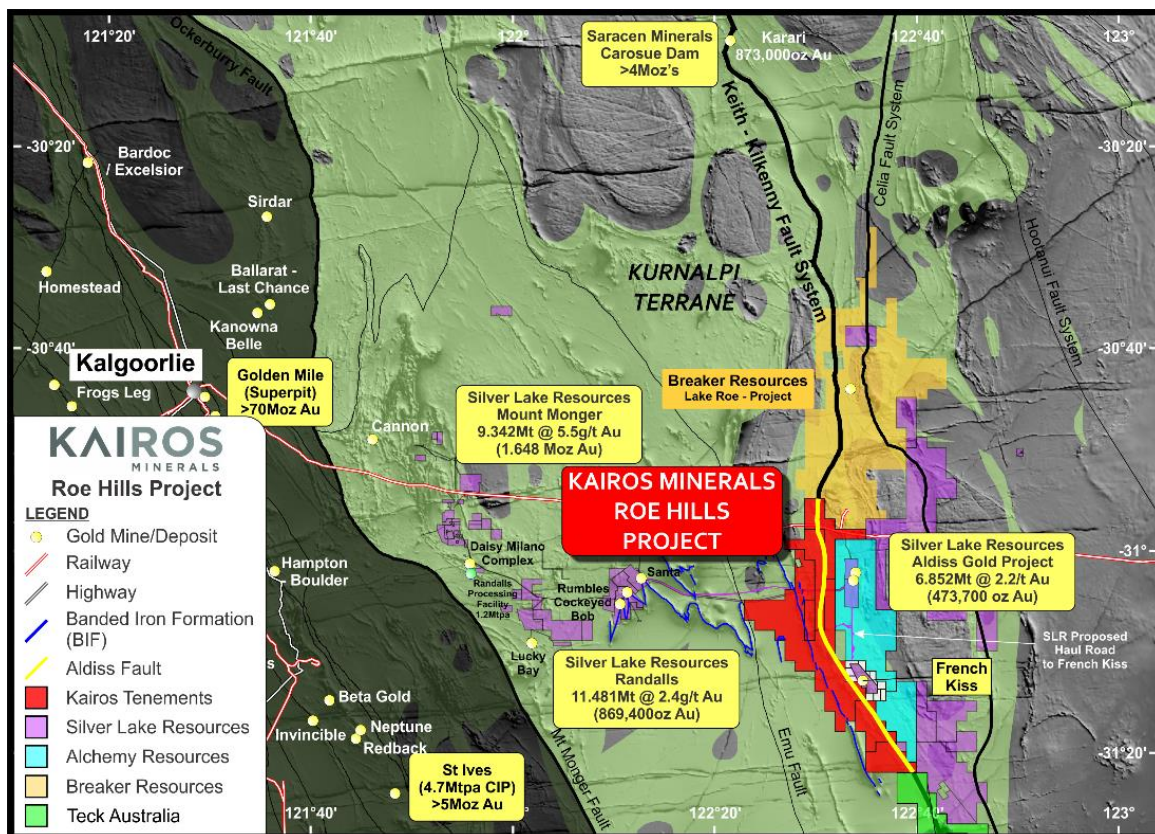 121°20'
121°40'
122°
122°40'
123°
Ockerburry Fault
Saracen Minerals
Carosue Dam
>4Moz's
Karari
873,000oz Au
Keith - Kilkenny Fault System
Celia Fault System
Hootanui Fault System
-30°20'
-30°20'
Bardoc
/ Excelsior
Sirdar
Homestead
Ballarat -
Last Chance
Kanowna
Belle
KURNALPI
TERRANE
-30°40'
-30°40'
Kalgoorlie
Frogs Leg
Golden Mile
(Superpit)
>70Moz Au
Breaker Resources
Lake Roe - Project
Cannon
Silver Lake Resources
Mount Monger
9.342Mt @ 5.5g/t Au
(1.648 Moz Au)
KAIROS MINERALS
ROE HILLS
PROJECT
-31°
Daisy Milano
Complex
Randalls
Processing
Facility
1.2Mtpa
Santa
Rumbles
Cockeyed
Bob
Lucky
Bay
Silver Lake Resources
Aldiss Gold Project
6.852Mt @ 2.2/t Au
(473,700 oz Au)
SLR Proposed
Haul Road
to French Kiss
French
Kiss
Silver Lake Resources
Randalls
11.481Mt @ 2.4g/t Au
(869,400oz Au)
Hampton
Boulder
s
Beta Gold
Invincible
Neptune
Redback
St Ives
(4.7Mtpa CIP)
>5Moz Au
Mt Monger Fault
Emu Fault
-31°20'
121°40'
122°
122°20'
122°40'
123°
KAIROS
MINERALS
Roe Hills Project
LEGEND
Gold Mine/Deposit
Railway
Highway
Banded Iron Formation
(BIF)
Aldiss Fault
Kairos Tenements
Silver Lake Resources
Alchemy Resources
Breaker Resources
Teck Australia